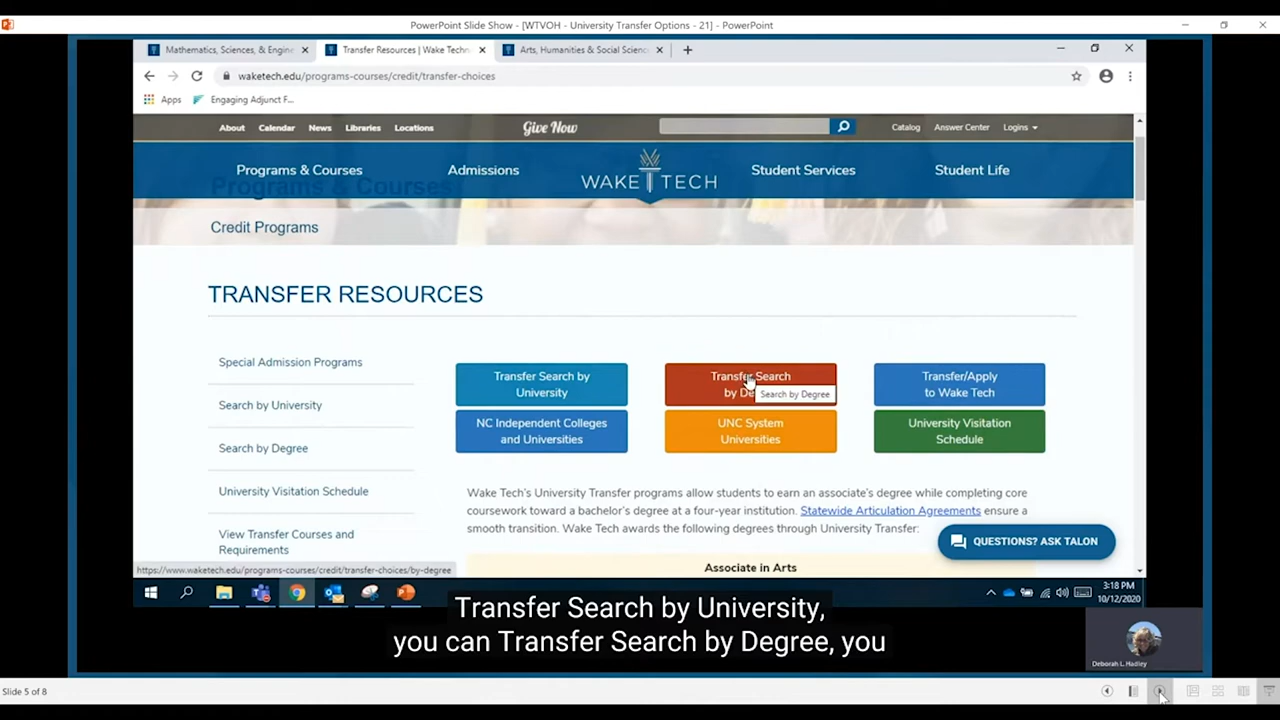 PowerPoint Slide Show - [WTVOH - University Transfer Options - 21] - PowerPoint
Mathematics, Sciences, & Engine
Transfer Resources | Wake Techn
Arts, Humanities & Social Scienc
waketech.edu/programs-courses/credit/transfer-choices
Apps
Engaging Adjunct F...
About
Calendar
News
Libraries
Locations
Give Now
Catalog
Answer Center
Logins
Programs & Courses
Admissions
WAKE TECH
Student Services
Student Life
Programs & Courses
Credit Programs
TRANSFER RESOURCES
Special Admission Programs
Search by University
Search by Degree
University Visitation Schedule
View Transfer Courses and
Requirements
Transfer Search by
University
Transfer Search
by De
Search by Degree
Transfer/Apply
to Wake Tech
NC Independent Colleges
and Universities
UNC System
Universities
University Visitation
Schedule
Wake Tech's University Transfer programs allow students to earn an associate's degree while completing core
coursework toward a bachelor's degree at a four-year institution. Statewide Articulation Agreements ensure a
smooth transition. Wake Tech awards the following degrees through University Transfer:
QUESTIONS? ASK TALON
Associate in Arts
https://www.waketech.edu/programs-courses/credit/transfer-choices/by-degree
3:18 PM
10/12/2020
Transfer Search by University,
you can Transfer Search by Degree, you
Deborah L. Hadley
Slide 5 of 8